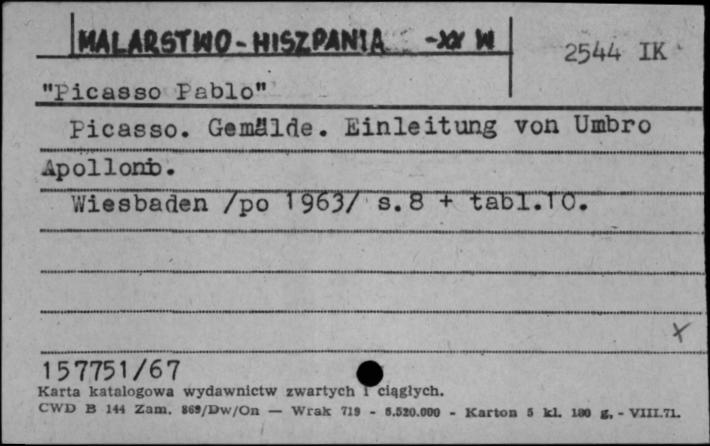 MALARSTWO - HISZPANIA - XX W
2544 IK
"Picasso Pablo"
Picasso. Gemälde. Einleitung von Umbro
Apollonio.
Wiesbaden /po 1963/ s.8 + tabl.10.
157751/67
Karta katalogowa wydawnictw zwartych i ciągłych.
CWD B 144 Zam. 869/Dw/On — Wrak 719 - 6.520.000 - Karton 5 kl. 180 g. - VIII.71.